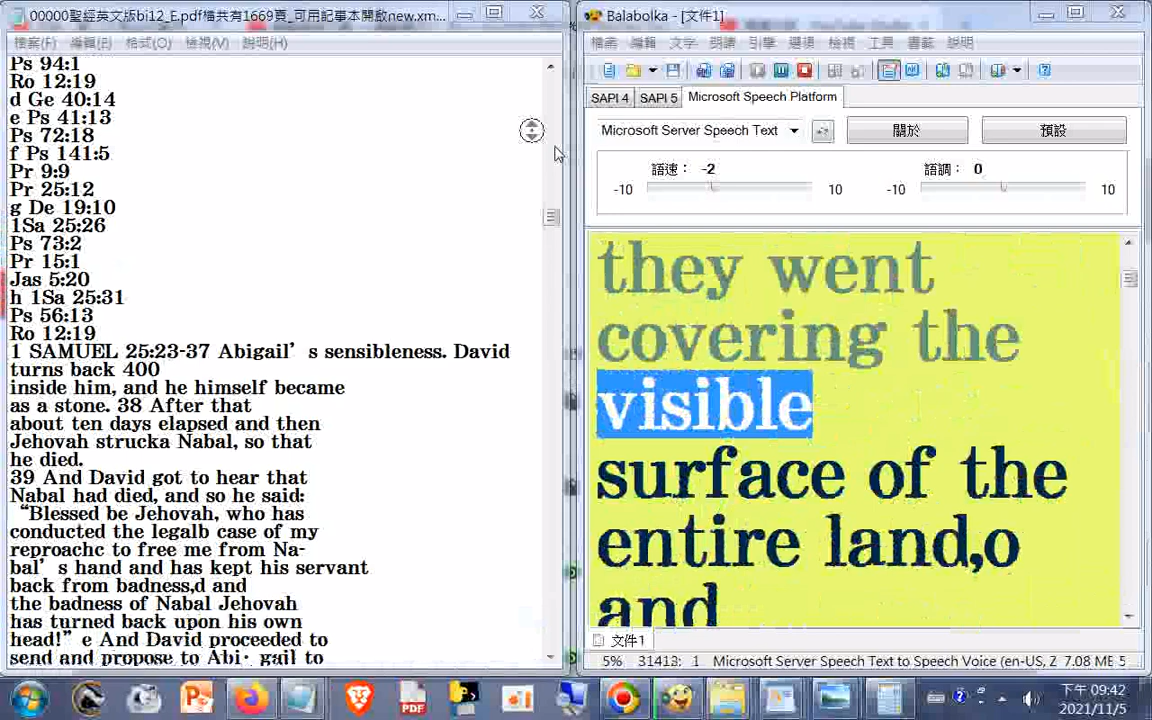 00000聖經英文版bi12_E.pdf檔共有1669頁_可用記事本開啟new.xm...
檔案(F) 編輯(E) 格式(O) 檢視(V) 說明(H)
Ps 94:1
Ro 12:19
d Ge 40:14
e Ps 41:13
Ps 72:18
f Ps 141:5
Pr 9:9
Pr 25:12
g De 19:10
1Sa 25:26
Ps 73:2
Pr 15:1
Jas 5:20
h 1Sa 25:31
Ps 56:13
Ro 12:19
1 SAMUEL 25:23-37 Abigail’s sensibleness. David
turns back 400
inside him, and he himself became
as a stone. 38 After that
about ten days elapsed and then
Jehovah strucka Nabal, so that
he died.
39 And David got to hear that
Nabal had died, and so he said:
“Blessed be Jehovah, who has
conducted the legalb case of my
reproachc to free me from Na-
bal’s hand and has kept his servant
back from badness,d and
the badness of Nabal Jehovah
has turned back upon his own
head!” e And David proceeded to
send and propose to Abi·gail to
Balabolka - [文件1]
檔案 編輯 文字 朗讀 引擎 選項 檢視 工具 書籤 說明
SAPI 4 SAPI 5 Microsoft Speech Platform
Microsoft Server Speech Text 關於 預設
語速： -2 語調： 0
-10 10 -10 10
they went
covering the
visible
surface of the
entire land,o
and
文件1
5% 31413: 1 Microsoft Server Speech Text to Speech Voice (en-US, Z 7.08 MB 5
PDF
下午 09:42
2021/11/5